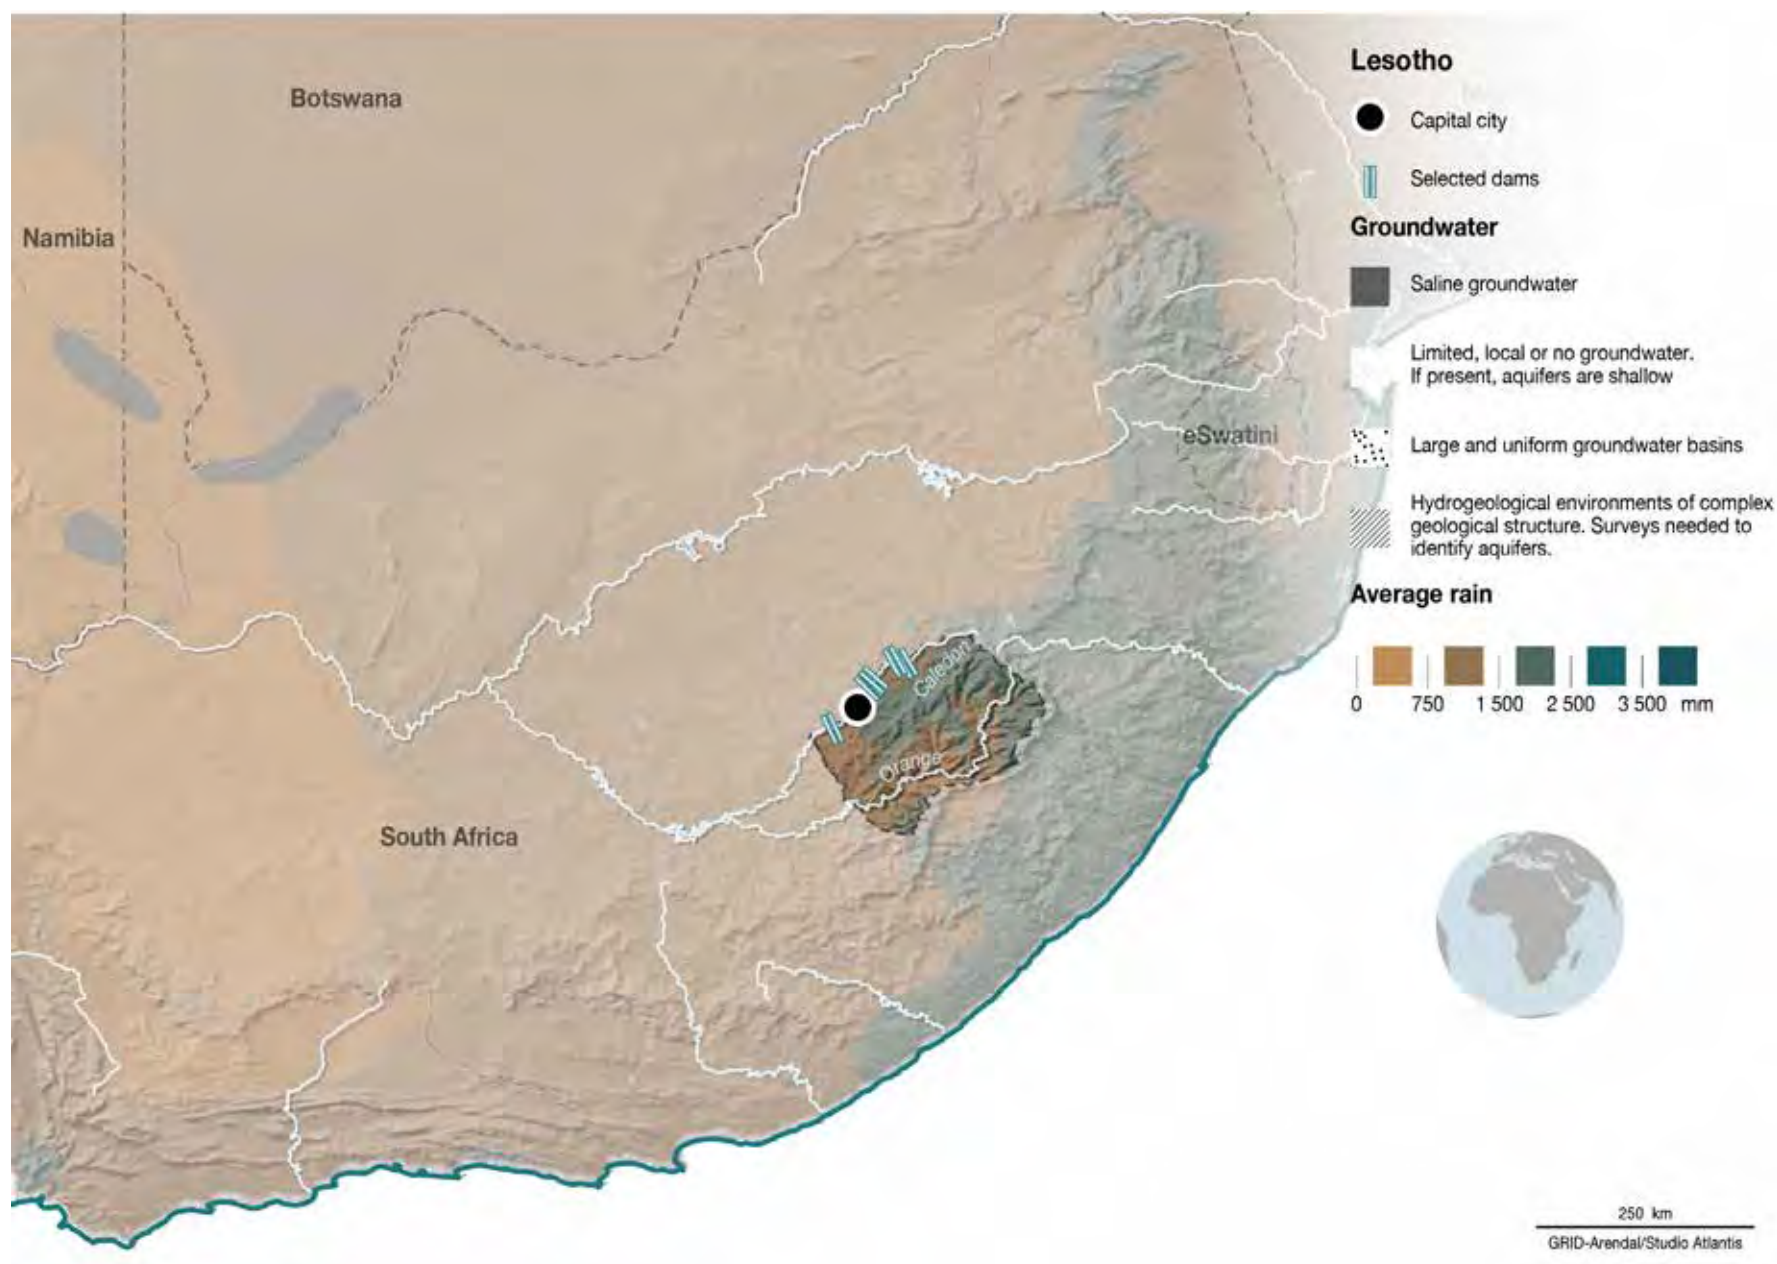 Botswana
Namibia
eSwatini
Caledon
Orange
South Africa
Lesotho
Capital city
Selected dams
Groundwater
Saline groundwater
Limited, local or no groundwater.
If present, aquifers are shallow
Large and uniform groundwater basins
Hydrogeological environments of complex
geological structure. Surveys needed to
identify aquifers.
Average rain
0 750 1 500 2 500 3 500 mm
250 km
GRID-Arendal/Studio Atlantis